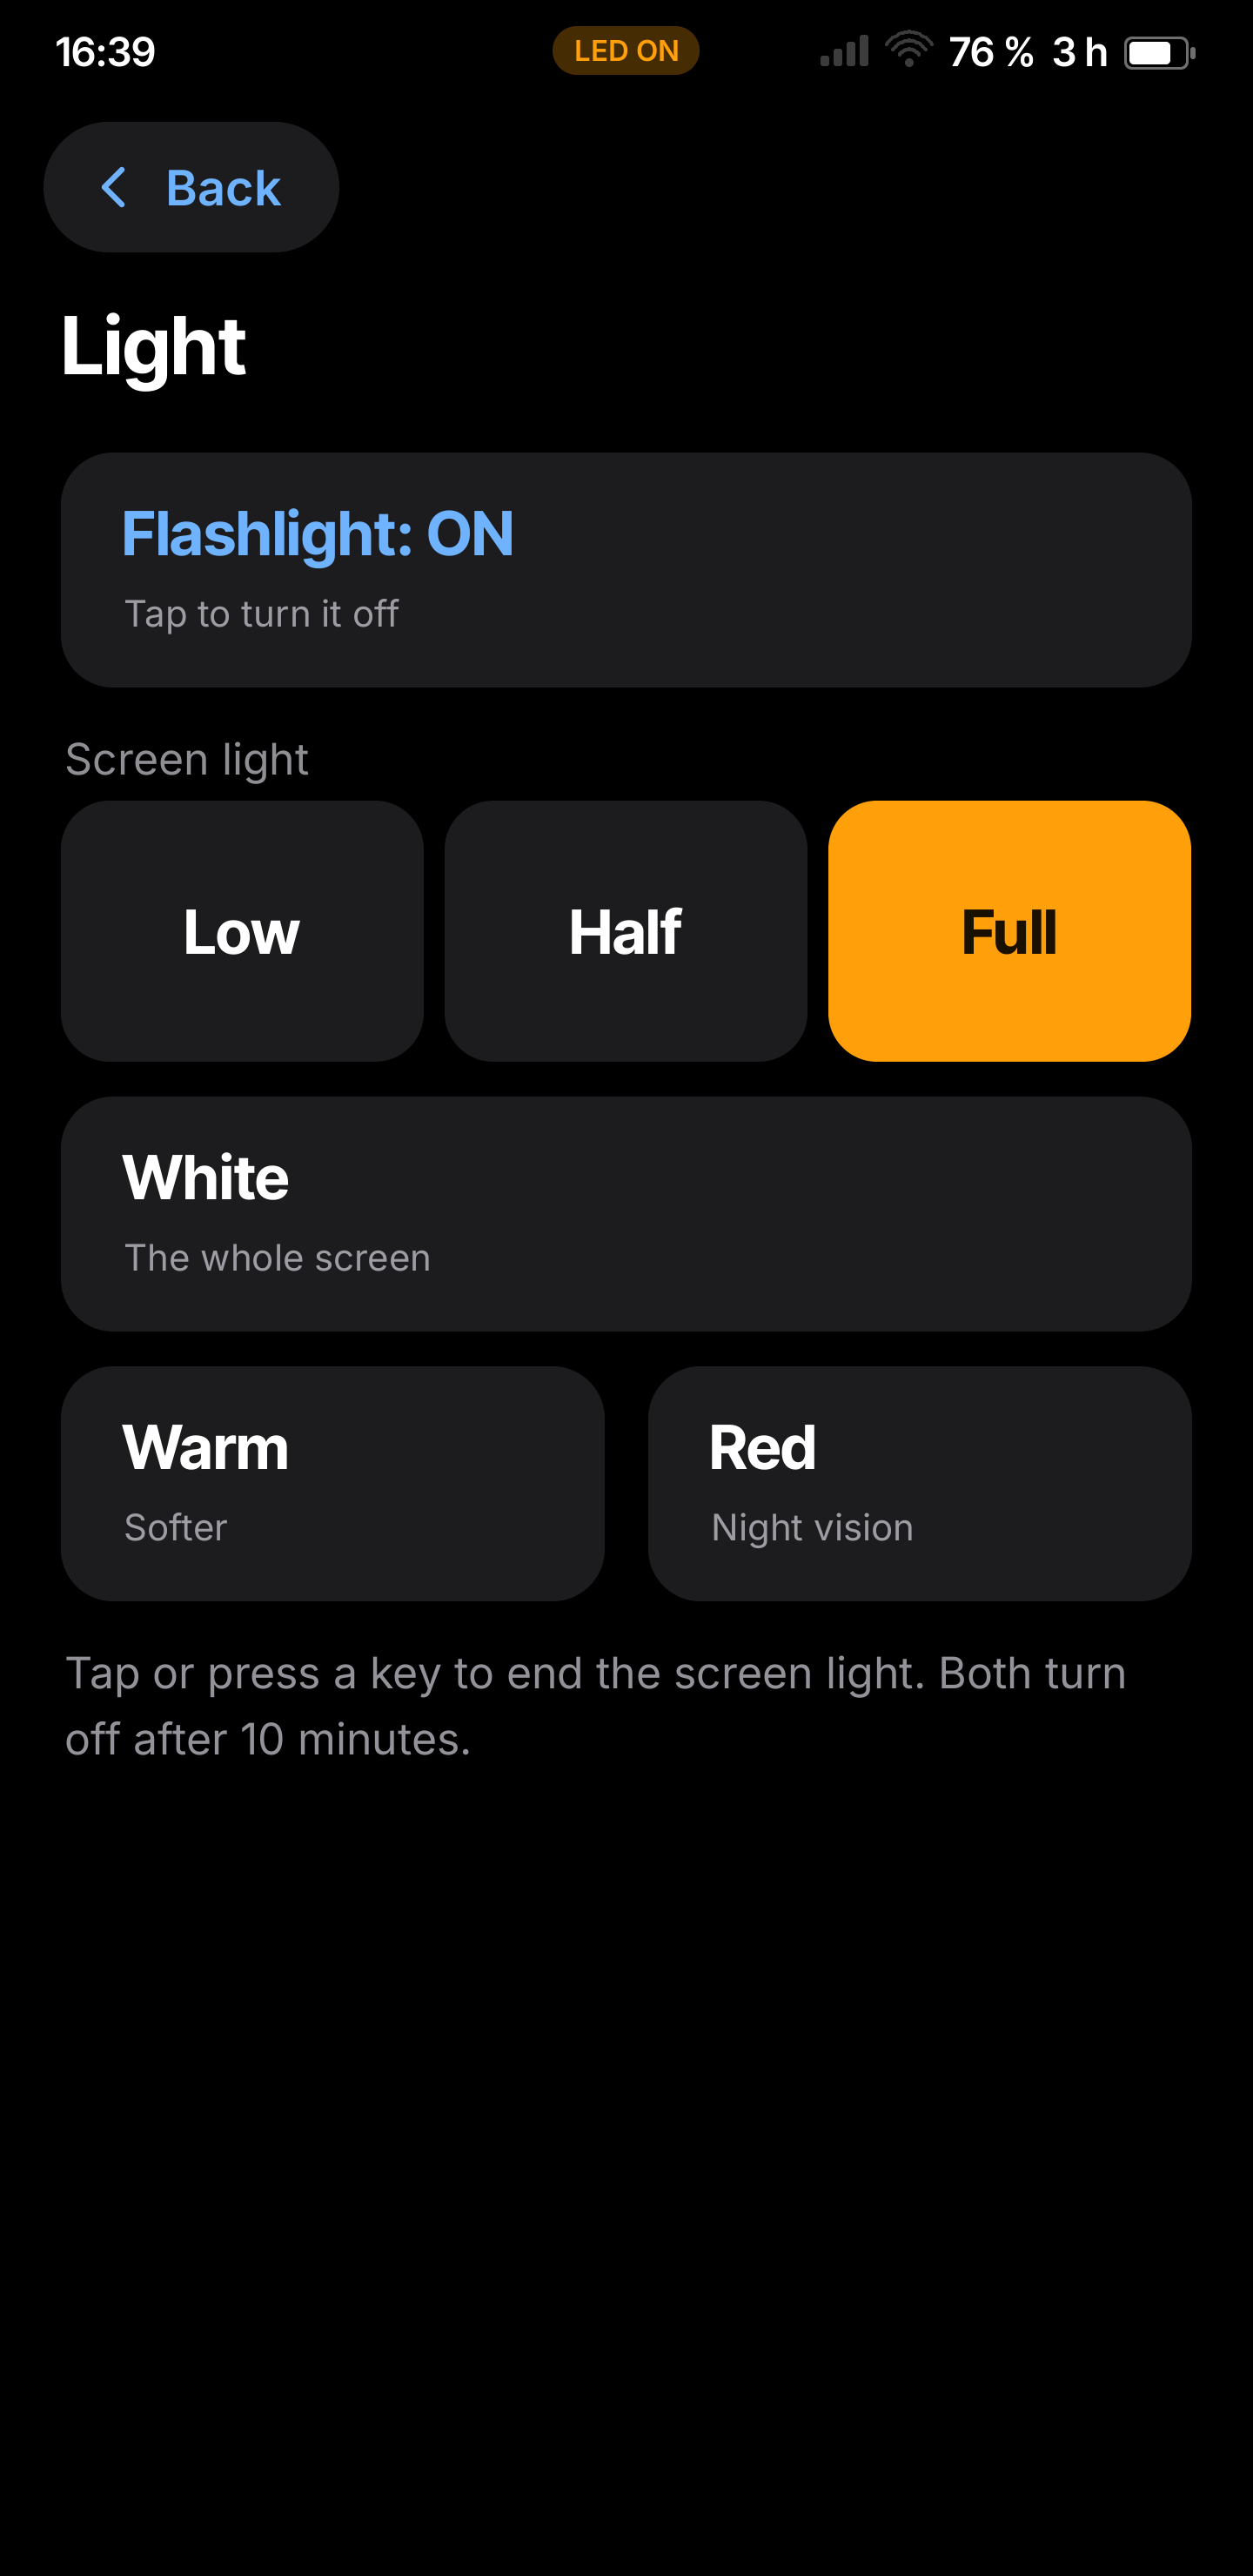 16:39 LED ON 76 % 3 h
Back
Light
Flashlight: ON
Tap to turn it off
Screen light
Low Half Full
White
The whole screen
Warm Red
Softer Night vision
Tap or press a key to end the screen light. Both turn
off after 10 minutes.